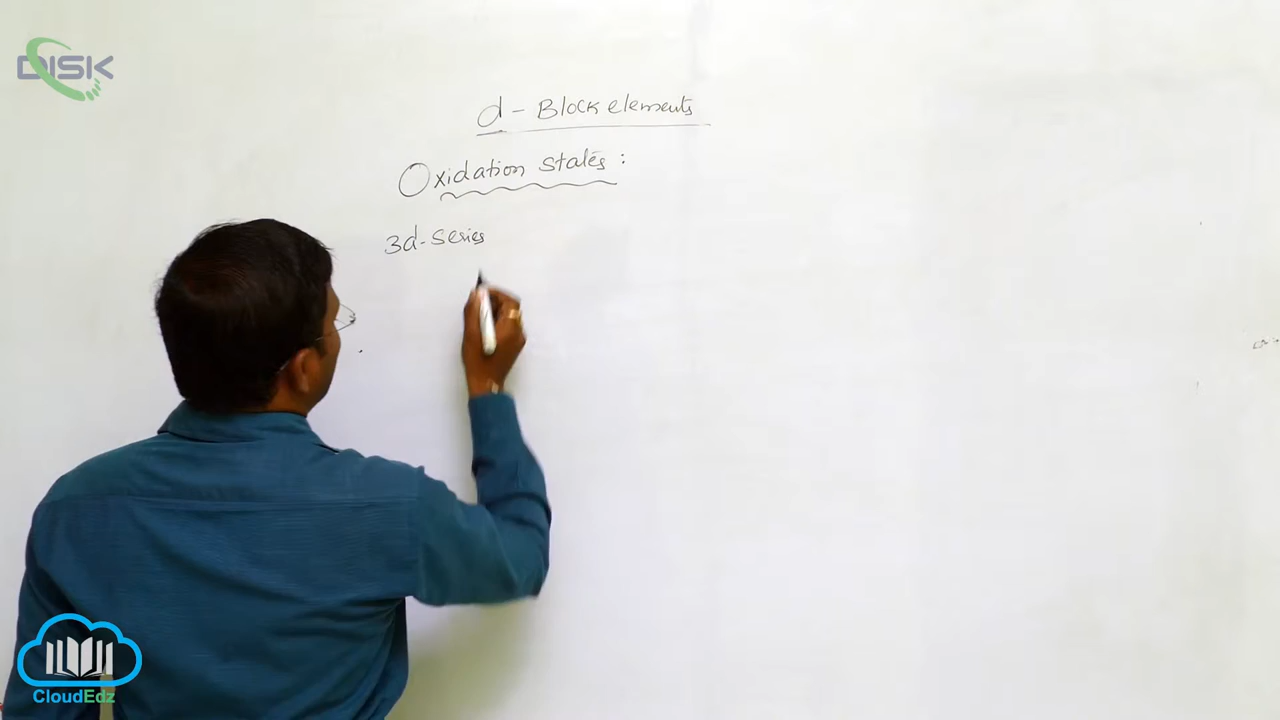 DISK
d - Block elements
Oxidation states :
3d-series
CloudEdz